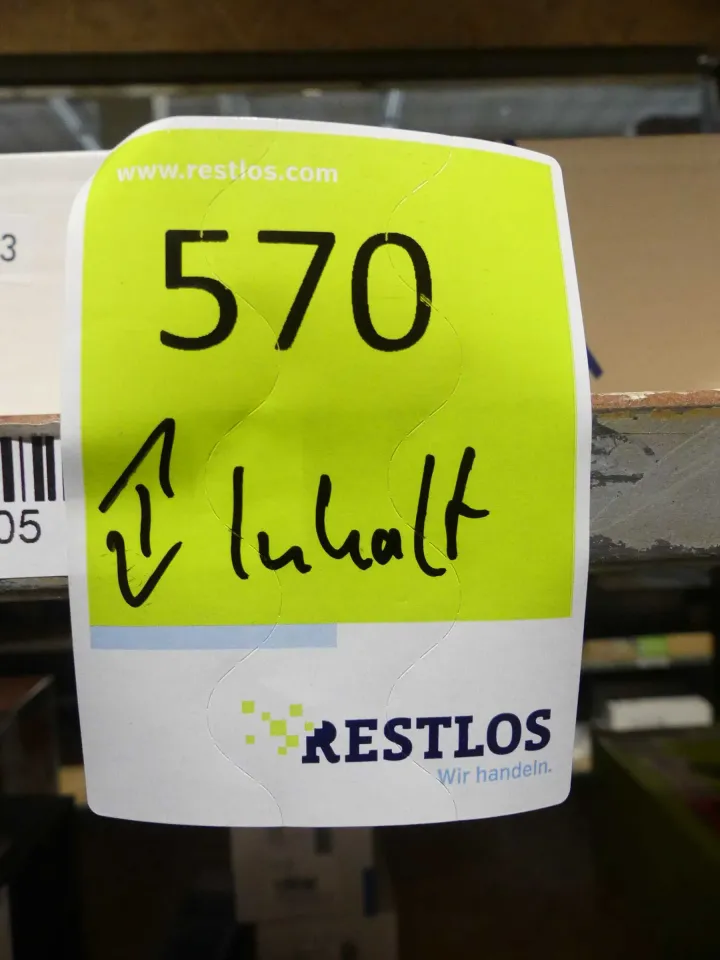 www.restlos.com
3
570
Inhalt
05
RESTLOS
Wir handeln.